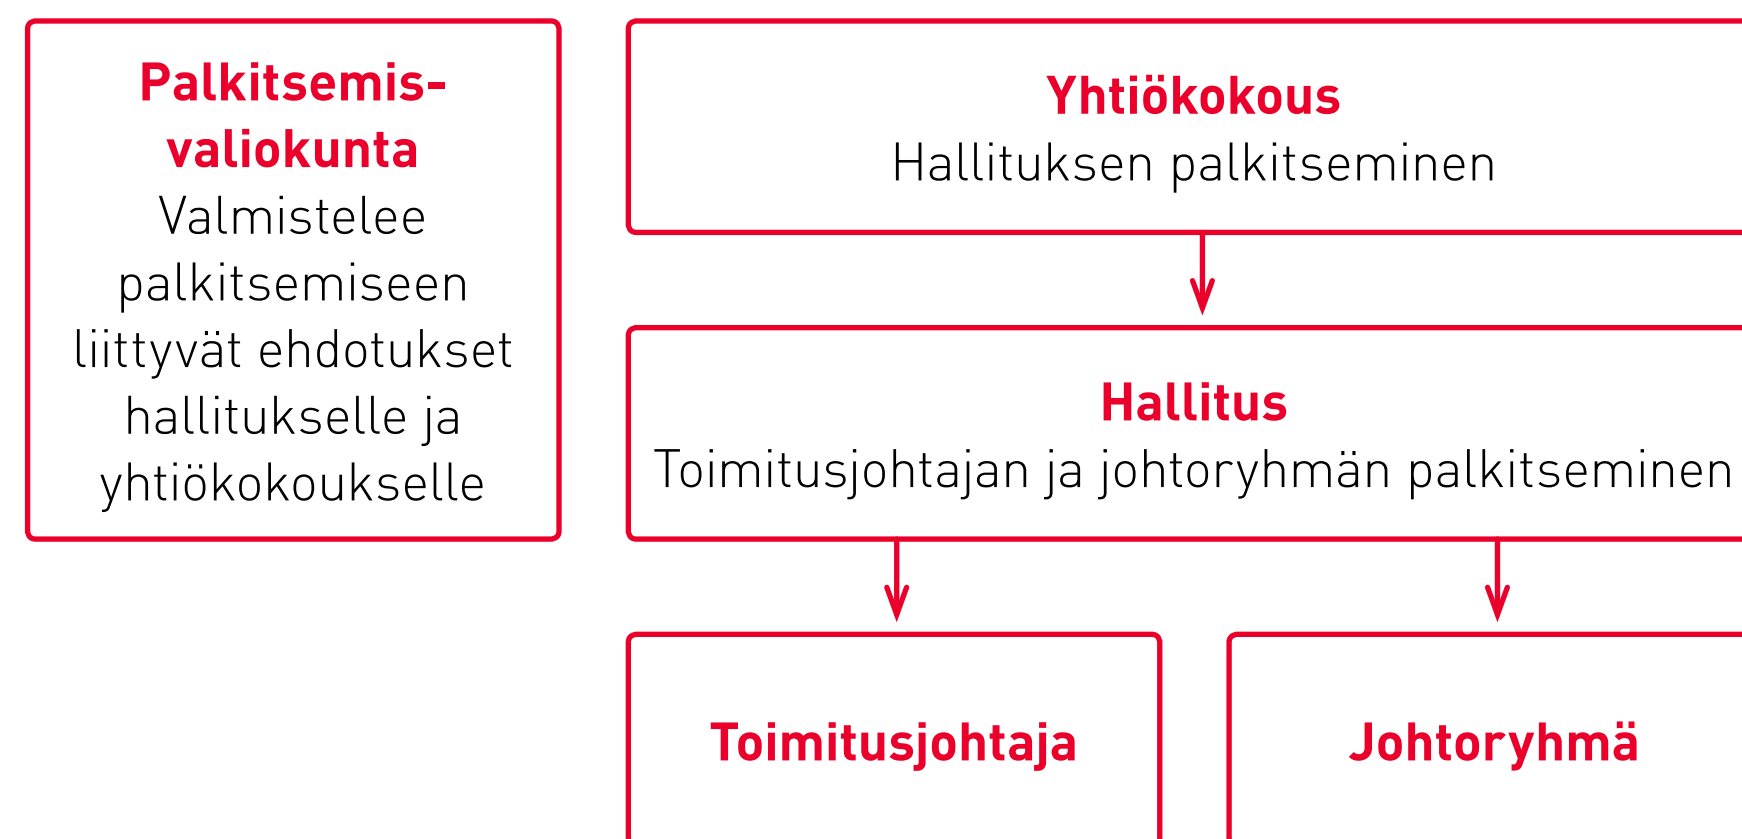 Palkitsemis-
valiokunta
Valmistelee
palkitsemiseen
liittyvät ehdotukset
hallitukselle ja
yhtiökokoukselle
Yhtiökokous
Hallituksen palkitseminen
Hallitus
Toimitusjohtajan ja johtoryhmän palkitseminen
Toimitusjohtaja
Johtoryhmä